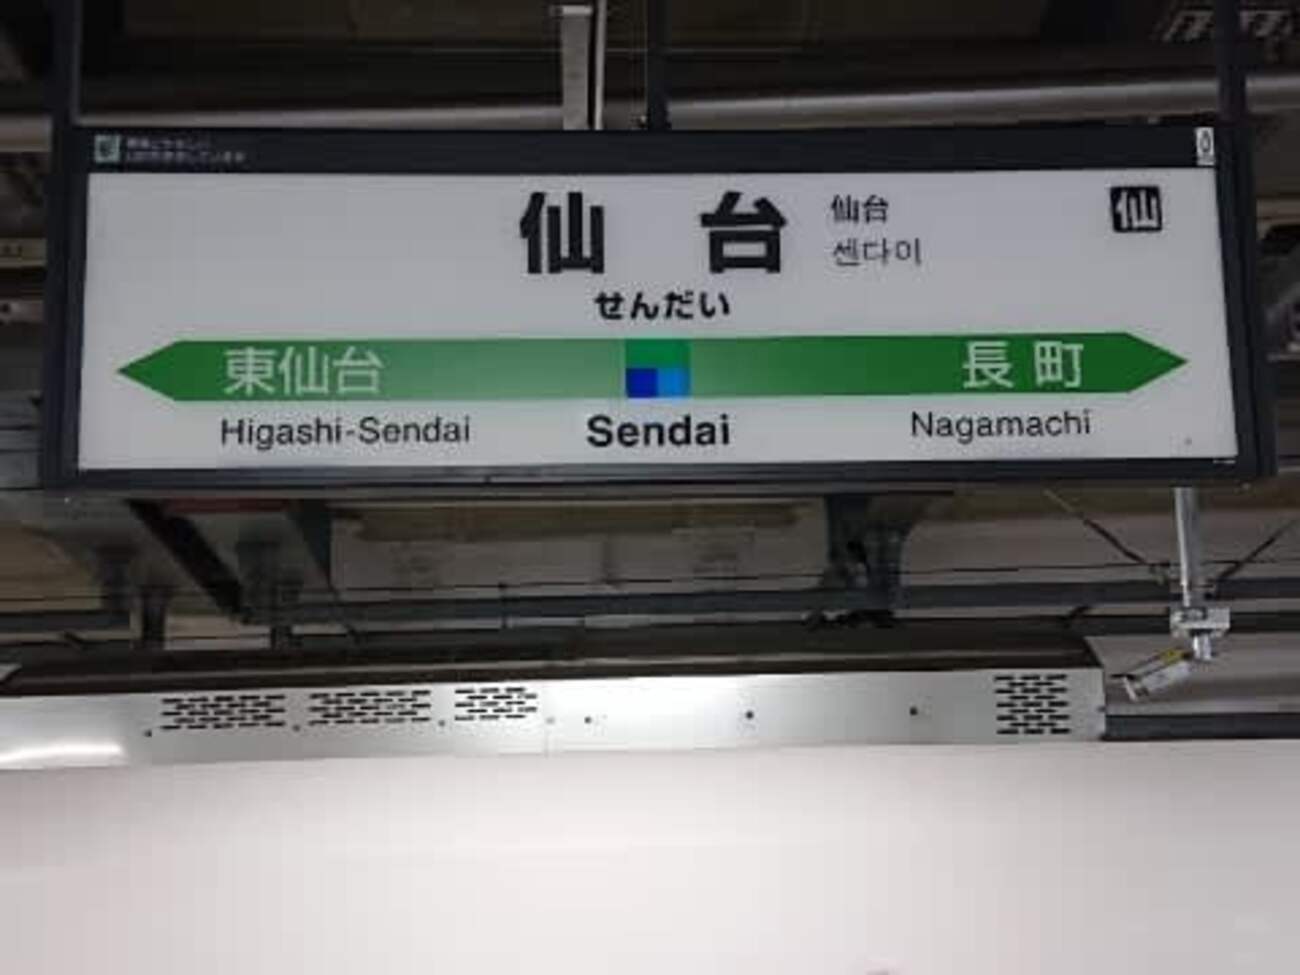 仙台 仙台 仙
센다이
せんだい
東仙台 長町
Higashi-Sendai Sendai Nagamachi